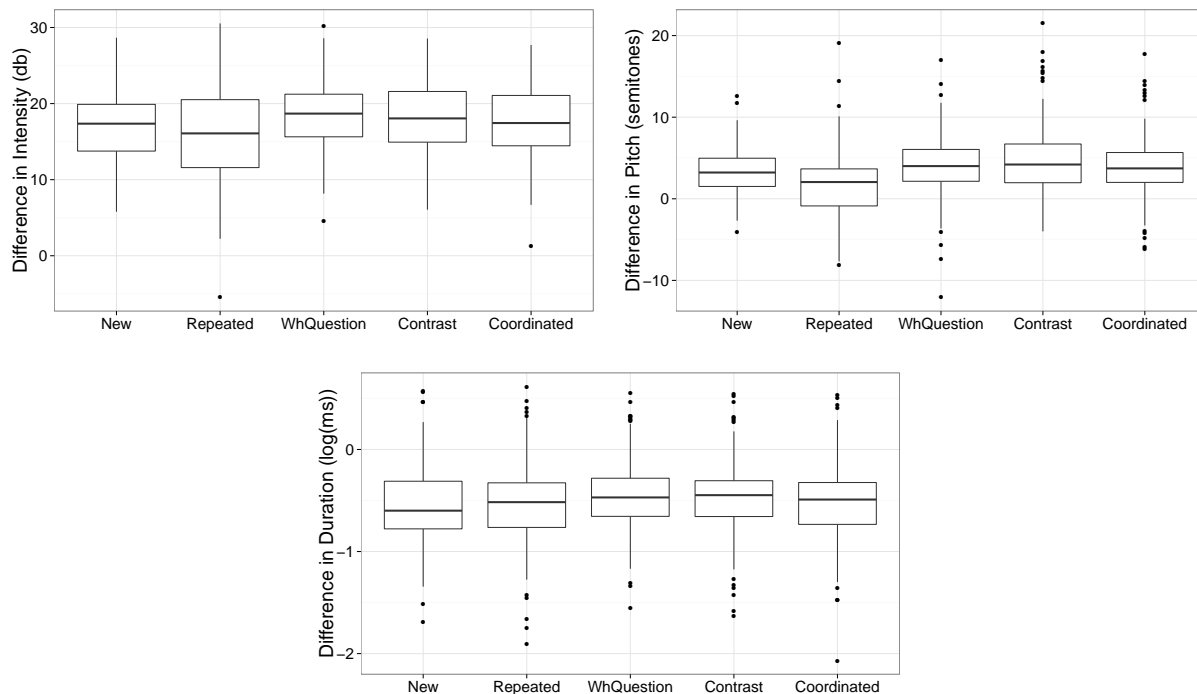 Difference in Intensity (db)
30
20
10
0
New Repeated WhQuestion Contrast Coordinated
Difference in Pitch (semitones)
20
10
0
−10
New Repeated WhQuestion Contrast Coordinated
Difference in Duration (log(ms))
0
−1
−2
New Repeated WhQuestion Contrast Coordinated